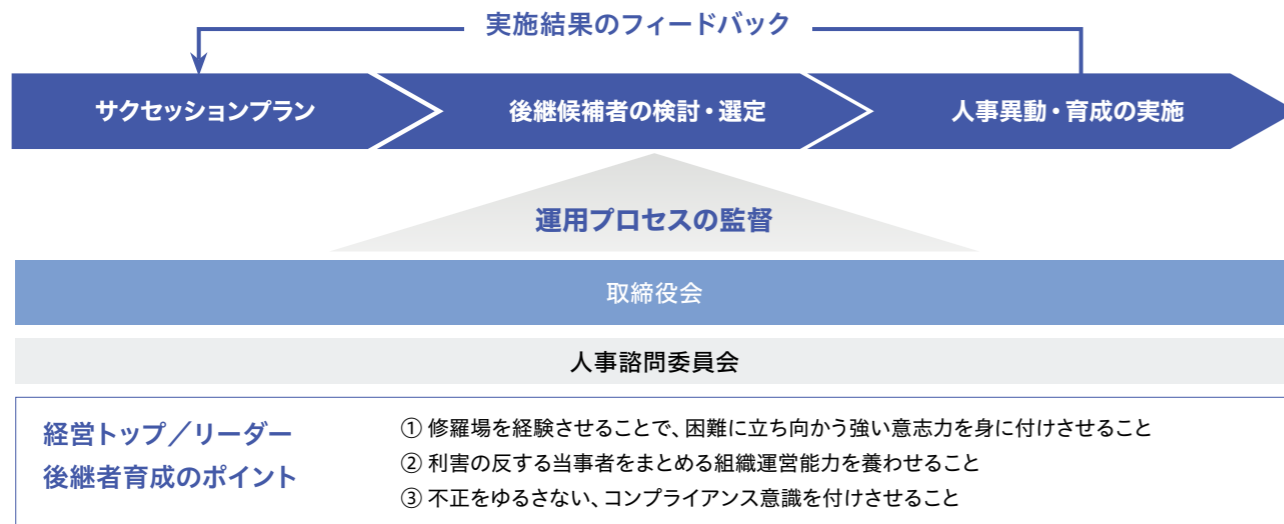 実施結果のフィードバック
サクセッションプラン
後継候補者の検討・選定
人事異動・育成の実施
運用プロセスの監督
取締役会
人事諮問委員会
経営トップ／リーダー
後継者育成のポイント
① 修羅場を経験させることで、困難に立ち向かう強い意志力を身に付けさせること
② 利害の反する当事者をまとめる組織運営能力を養わせること
③ 不正をゆるさない、コンプライアンス意識を付けさせること